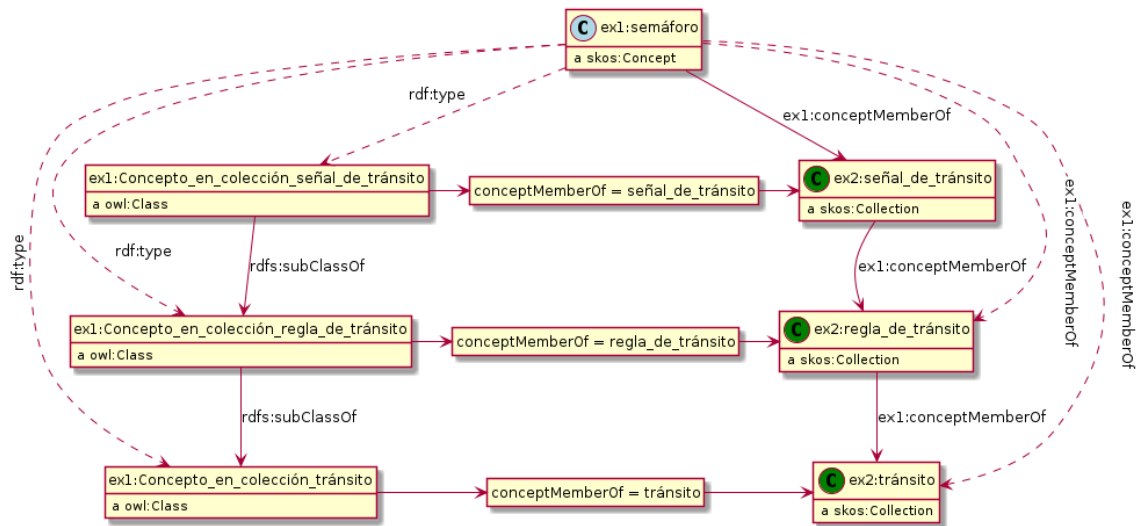 C ex1:semáforo
a skos:Concept
rdf:type
ex1:conceptMemberOf
ex1:Concepto_en_colección_señal_de_tránsito
a owl:Class
conceptMemberOf = señal_de_tránsito
C ex2:señal_de_tránsito
a skos:Collection
rdf:type
rdf:type
rdfs:subClassOf
ex1:conceptMemberOf
ex1:conceptMemberOf
ex1:conceptMemberOf
ex1:Concepto_en_colección_regla_de_tránsito
a owl:Class
conceptMemberOf = regla_de_tránsito
C ex2:regla_de_tránsito
a skos:Collection
rdfs:subClassOf
ex1:conceptMemberOf
ex1:Concepto_en_colección_tránsito
a owl:Class
conceptMemberOf = tránsito
C ex2:tránsito
a skos:Collection